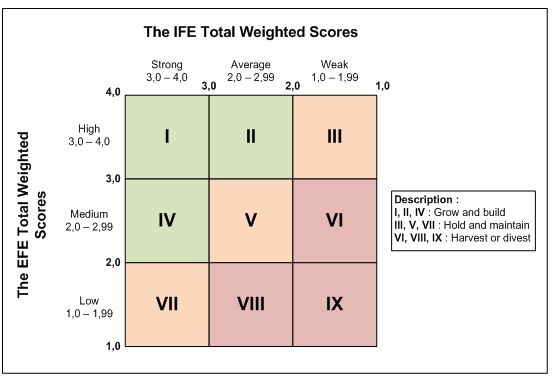 The IFE Total Weighted Scores
Strong
3,0 – 4,0
Average
2,0 – 2,99
Weak
1,0 – 1,99
4,0
3,0
2,0
1,0
The EFE Total Weighted
Scores
High
3,0 – 4,0
I
II
III
3,0
Medium
2,0 – 2,99
IV
V
VI
2,0
Low
1,0 – 1,99
VII
VIII
IX
1,0
Description :
I, II, IV : Grow and build
III, V, VII : Hold and maintain
VI, VIII, IX : Harvest or divest